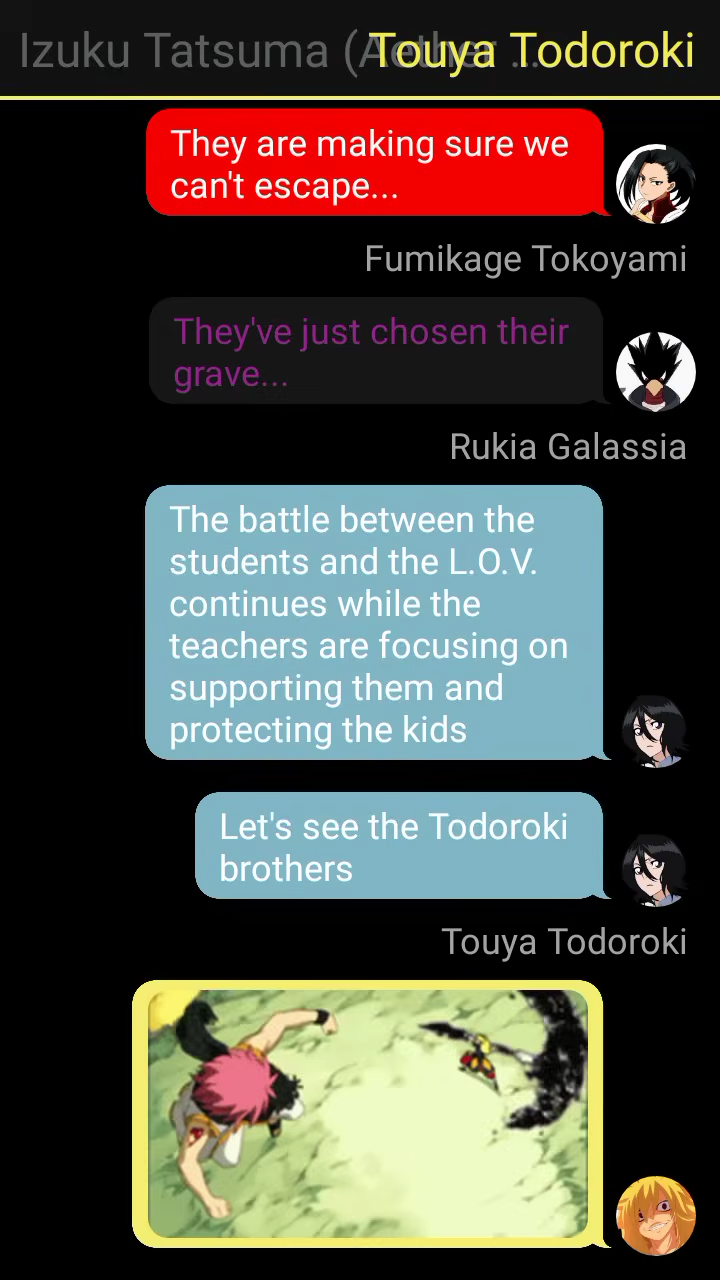 Izuku Tatsuma (Aether ...
Touya Todoroki
They are making sure we
can't escape...
Fumikage Tokoyami
They've just chosen their
grave...
Rukia Galassia
The battle between the
students and the L.O.V.
continues while the
teachers are focusing on
supporting them and
protecting the kids
Let's see the Todoroki
brothers
Touya Todoroki